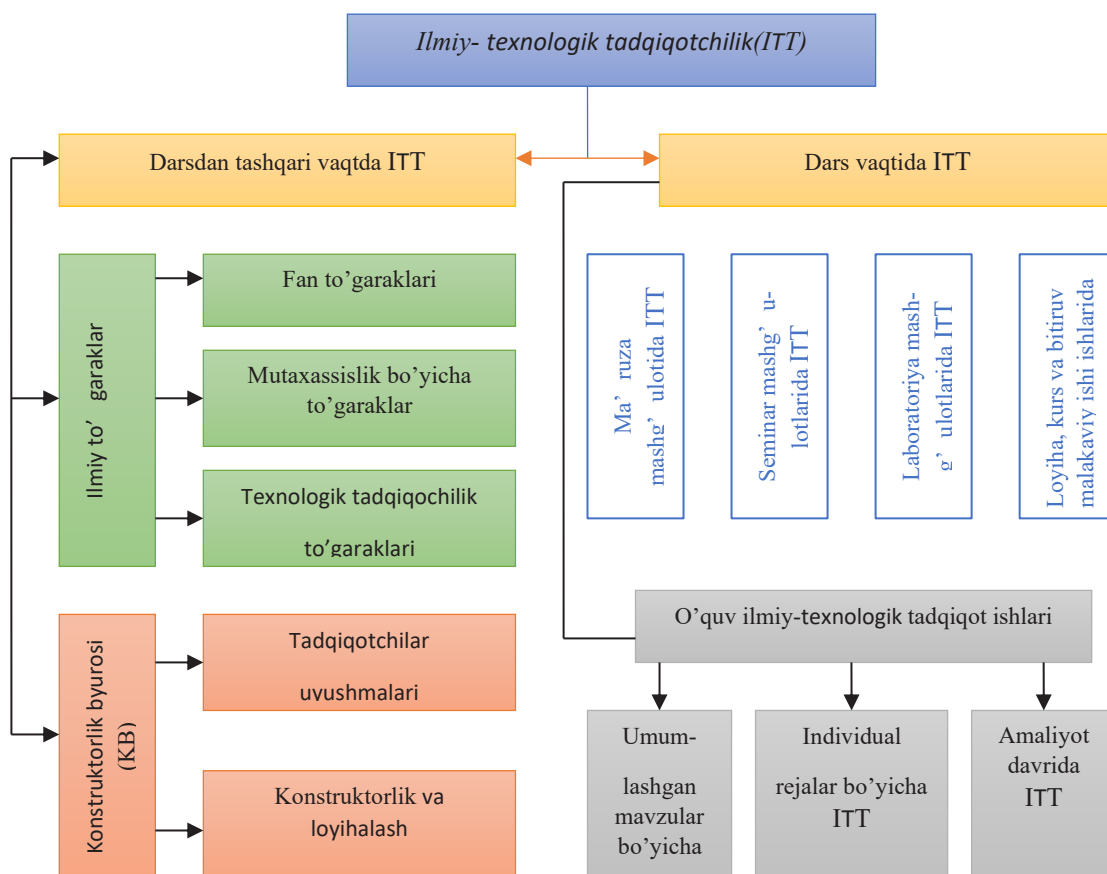 Ilmiy- texnologik tadqiqotchilik(ITT)
Darsdan tashqari vaqtda ITT
Dars vaqtida ITT
Ilmiy to’ garaklar
Fan to’garaklari
Mutaxassislik bo’yicha
to’garaklar
Texnologik tadqiqochilik
to’garaklari
Ma’ ruza
mashg’ ulotida ITT
Seminar mashg’ u-
lotlarida ITT
Laboratoriya mash-
g’ ulotlarida ITT
Loyiha, kurs va bitiruv
malakaviy ishi ishlarida
Konstruktorlik byurosi
(KB)
Tadqiqotchilar
uvushmalari
Konstruktorlik va
loyihalash
O’quv ilmiy-texnologik tadqiqot ishlari
Umum-
lashgan
mavzular
bo’yicha
Individual
rejalar bo’yicha
ITT
Amaliyot
davrida
ITT